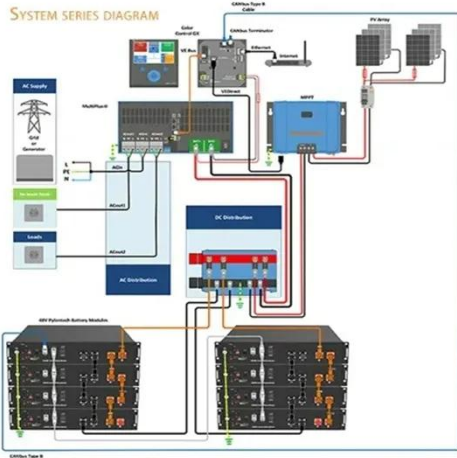 SYSTEM SERIES DIAGRAM
CANbus Type B
Cable
Color
Control GX
CANbus Terminator
PV Array
VE Bus
Ethernet
Internet
AC Supply
VEDirect
MPPT
MultiPlus-II
Grid
or
Generator
L
PE
N
ACin
ACout1
Loads
DC Distribution
ACout2
AC Distribution
48V Pylontech Battery Modules
CANbus Type B